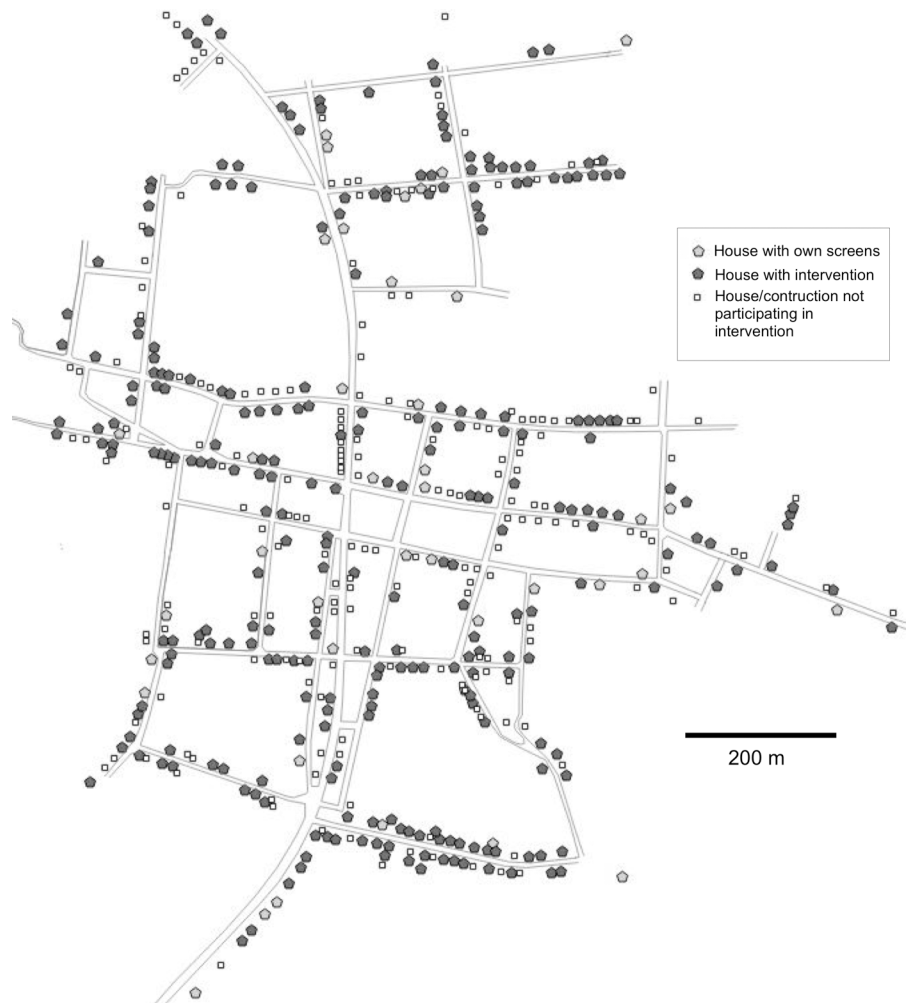 House with own screens
House with intervention
House/contruction not
participating in
intervention
200 m